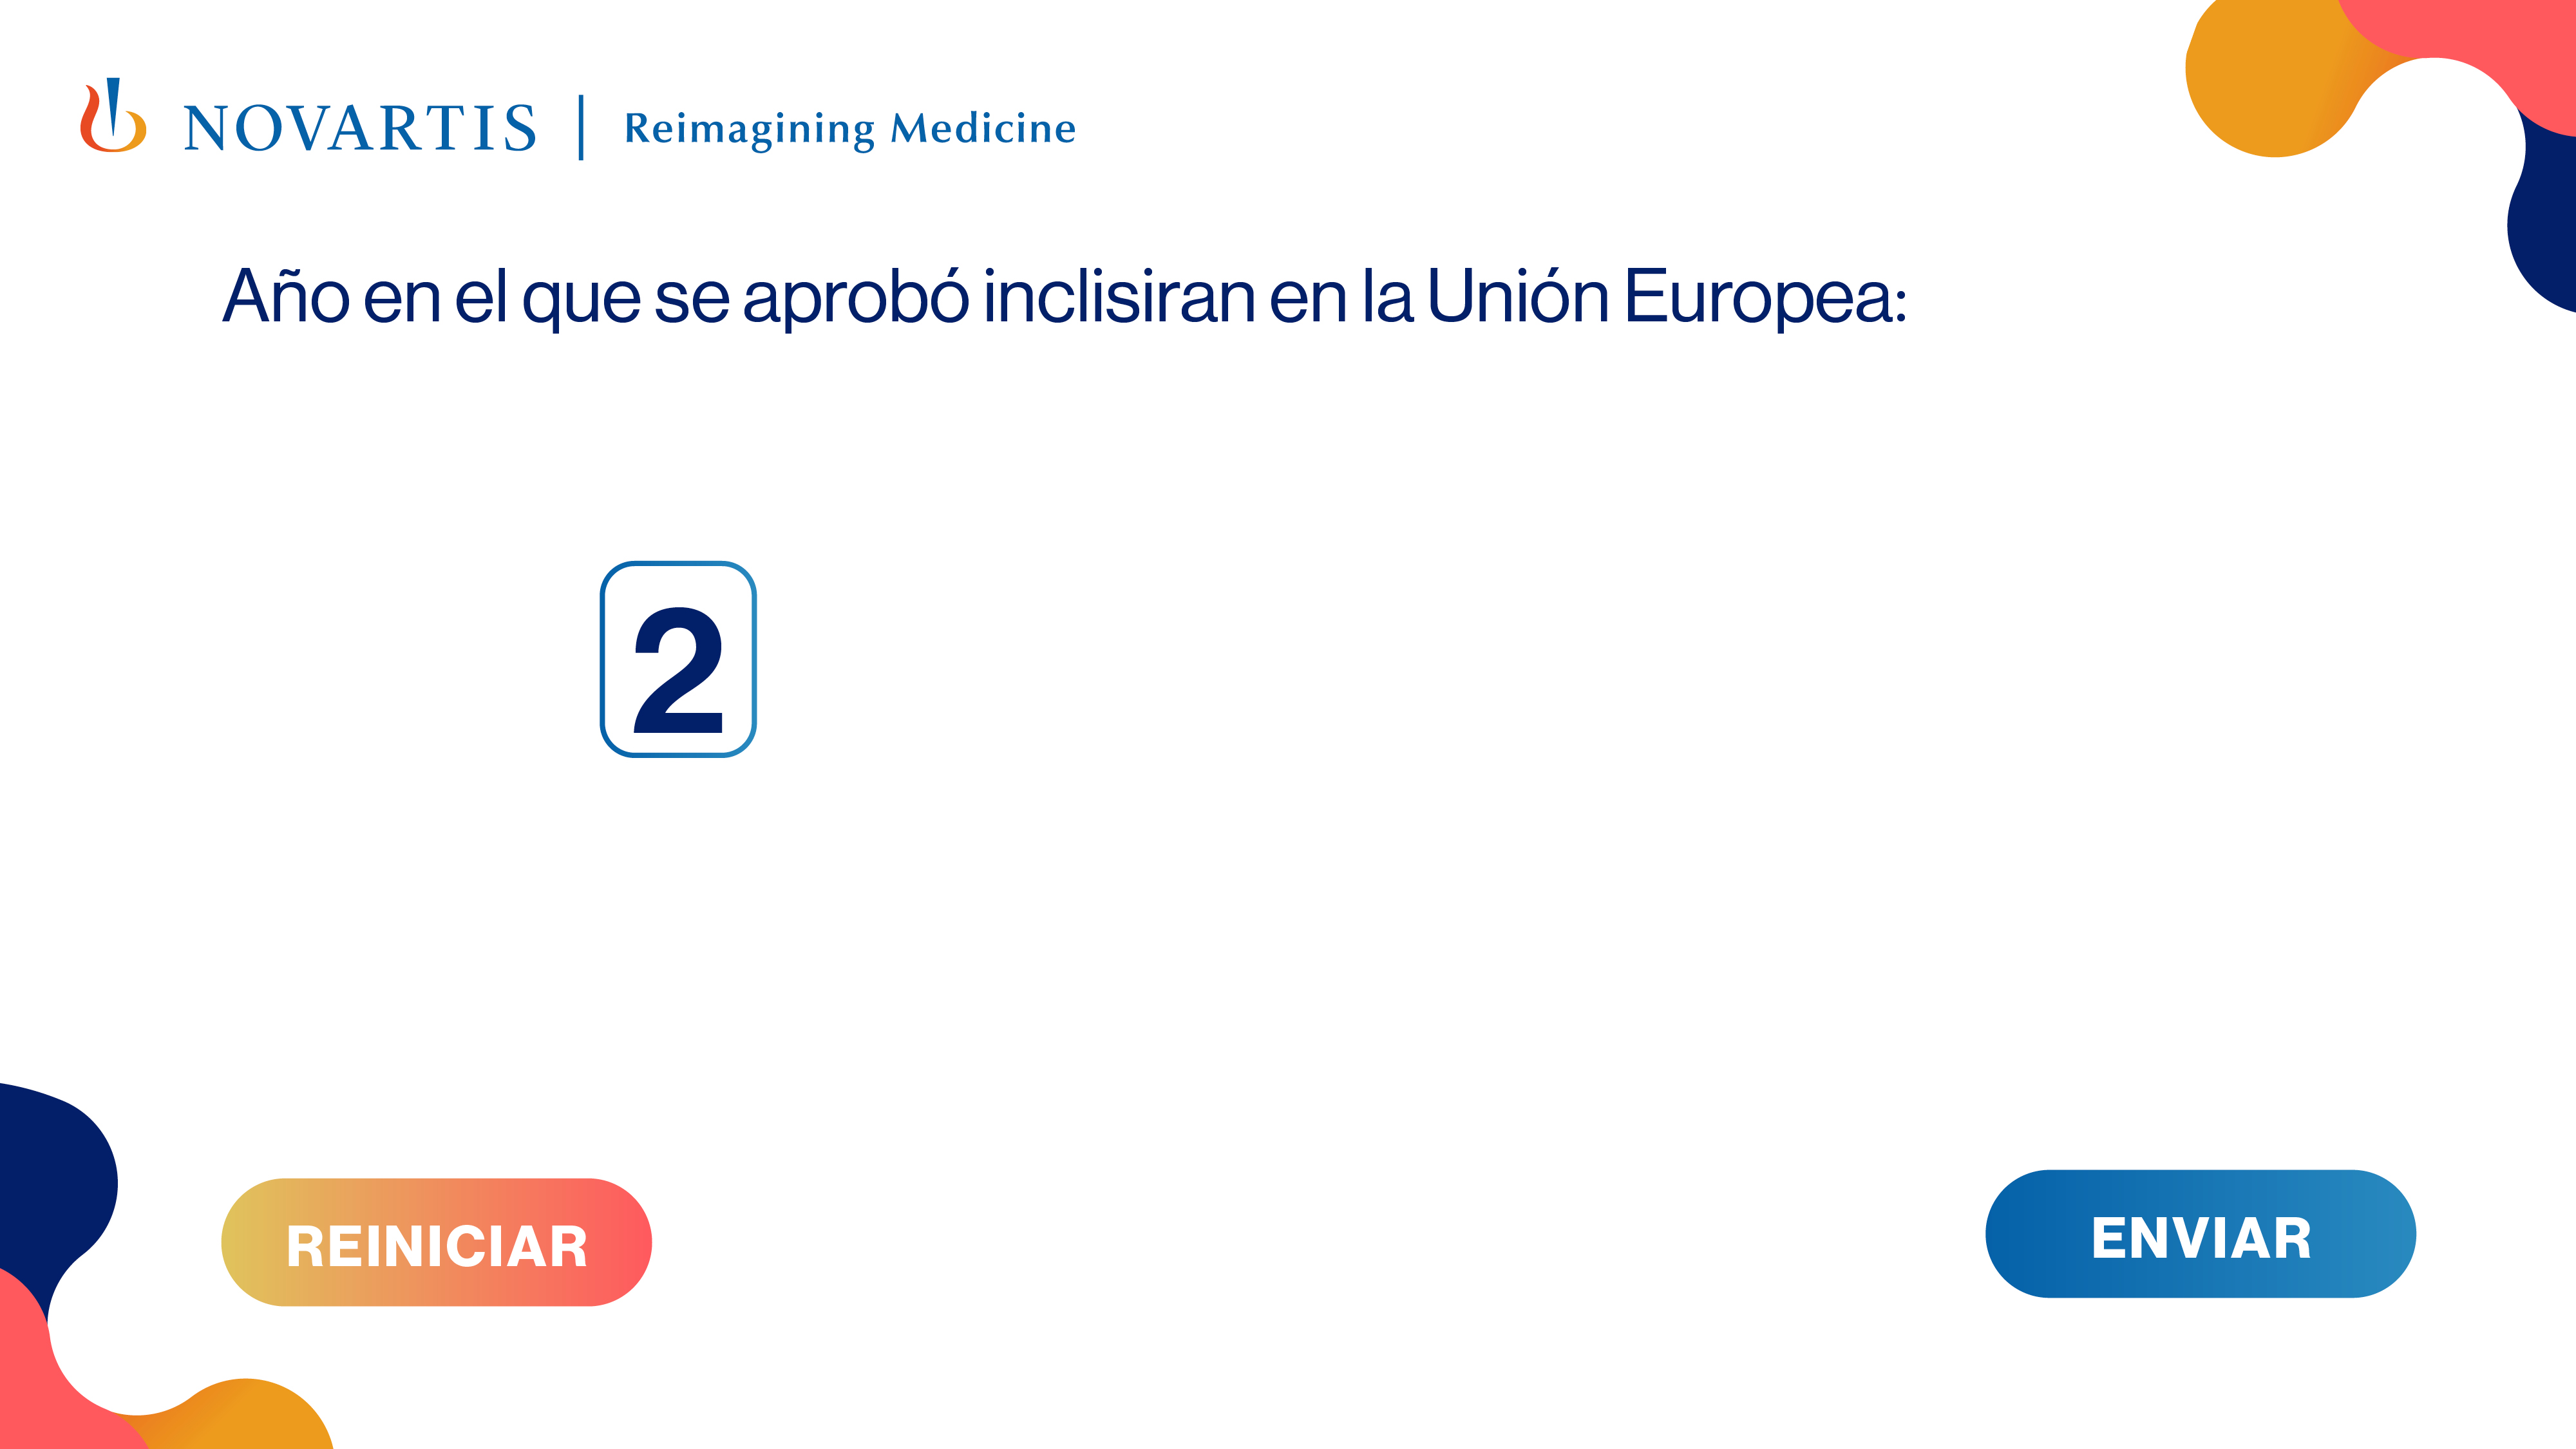 NOVARTIS | Reimagining Medicine
Año en el que se aprobó inclisiran en la Unión Europea:
2
REINICIAR
ENVIAR